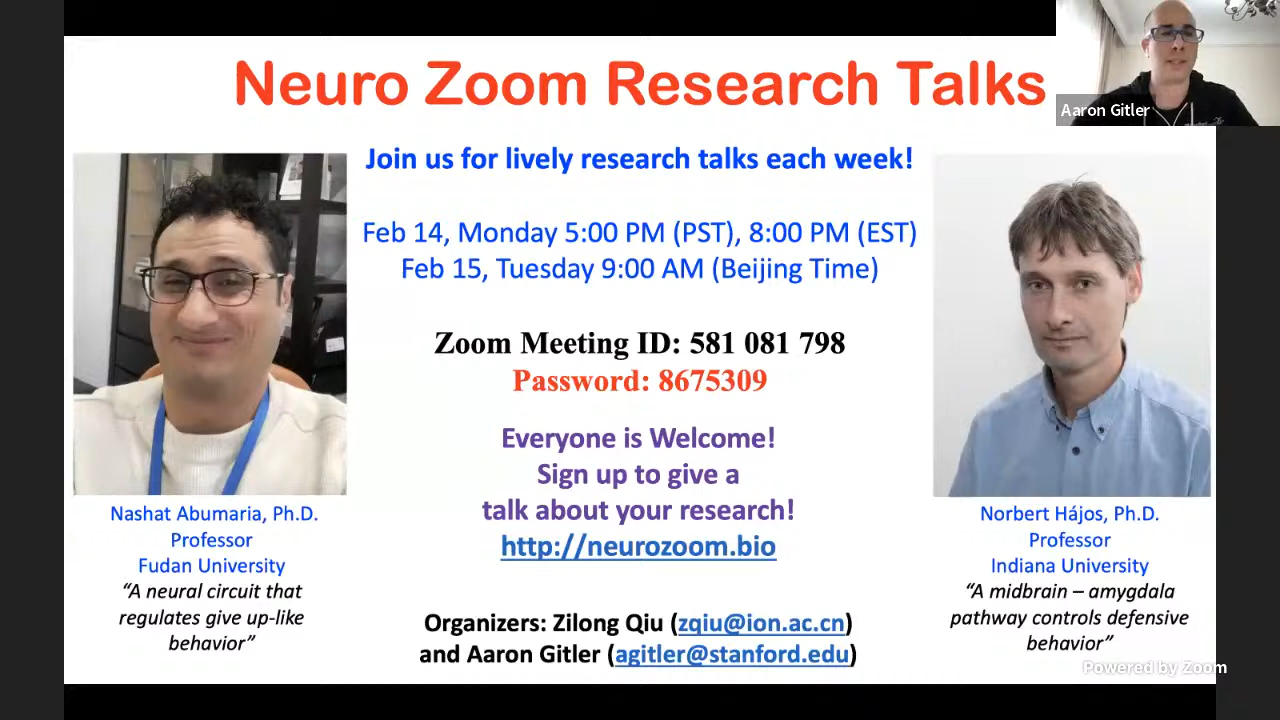 Neuro Zoom Research Talks
Aaron Gitler
Join us for lively research talks each week!
Feb 14, Monday 5:00 PM (PST), 8:00 PM (EST)
Feb 15, Tuesday 9:00 AM (Beijing Time)
Zoom Meeting ID: 581 081 798
Password: 8675309
Everyone is Welcome!
Sign up to give a
talk about your research!
http://neurozoom.bio
Organizers: Zilong Qiu (zqiu@ion.ac.cn)
and Aaron Gitler (agitler@stanford.edu)
Nashat Abumaria, Ph.D.
Professor
Fudan University
“A neural circuit that
regulates give up-like
behavior”
Norbert Hájos, Ph.D.
Professor
Indiana University
“A midbrain – amygdala
pathway controls defensive
behavior”
Powered by Zoom